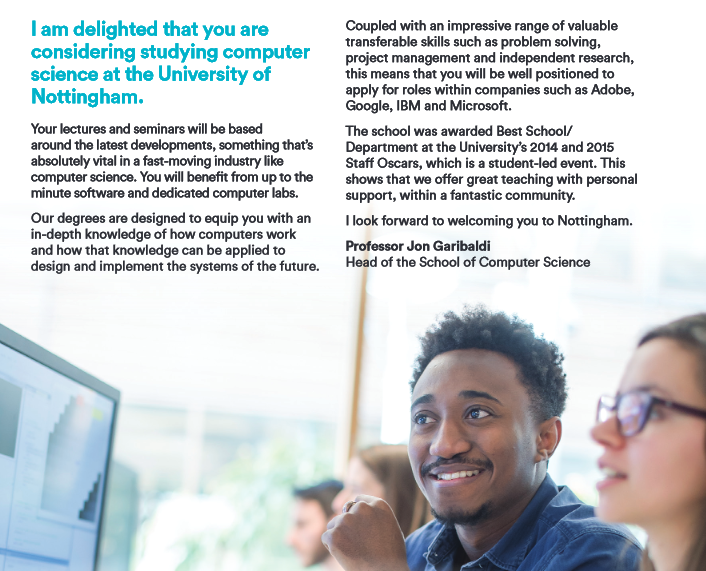 I am delighted that you are
considering studying computer
science at the University of
Nottingham.
Your lectures and seminars will be based
around the latest developments, something that's
absolutely vital in a fast-moving industry like
computer science. You will benefit from up to the
minute software and dedicated computer labs.
Our degrees are designed to equip you with an
in-depth knowledge of how computers work
and how that knowledge can be applied to
design and implement the systems of the future.
Coupled with an impressive range of valuable
transferable skills such as problem solving,
project management and independent research,
this means that you will be well positioned to
apply for roles within companies such as Adobe,
Google, IBM and Microsoft.
The school was awarded Best School/
Department at the University's 2014 and 2015
Staff Oscars, which is a student-led event. This
shows that we offer great teaching with personal
support, within a fantastic community.
I look forward to welcoming you to Nottingham.
Professor Jon Garibaldi
Head of the School of Computer Science